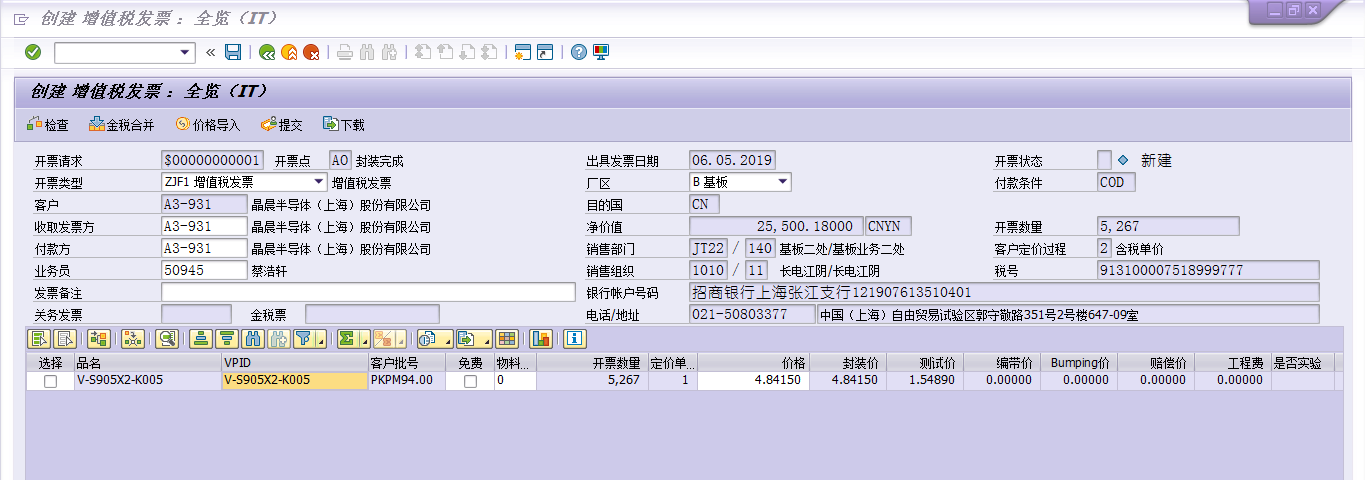 创建 增值税发票 : 全览 (IT)
创建 增值税发票 : 全览 (IT)
检查 金税合并 价格导入 提交 下载
开票请求 $00000000001 开票点 AO 封装完成 出具发票日期 06.05.2019 开票状态 新建
开票类型 ZJF1 增值税发票 增值税发票 厂区 B 基板 付款条件 COD
客户 A3-931 晶晨半导体（上海）股份有限公司 目的国 CN
收取发票方 A3-931 晶晨半导体（上海）股份有限公司 净价值 25,500.18000 CNYN 开票数量 5,267
付款方 A3-931 晶晨半导体（上海）股份有限公司 销售部门 JT22 / 140 基板二处/基板业务二处 客户定价过程 2 含税单价
业务员 50945 蔡洁轩 销售组织 1010 / 11 长电江阴/长电江阴 税号 913100007518999777
发票备注 银行帐户号码 招商银行上海张江支行121907613510401
关务发票 金税票 电话/地址 021-50803377 中国（上海）自由贸易试验区郭守敬路351号2号楼647-09室
选择 品名 VPID 客户批号 免费 物料... 开票数量 定价单... 价格 封装价 测试价 编带价 Bumping价 赔偿价 工程费 是否实验
V-S905X2-K005 V-S905X2-K005 PKPM94.00 0 5,267 1 4.84150 4.84150 1.54890 0.00000 0.00000 0.00000 0.00000